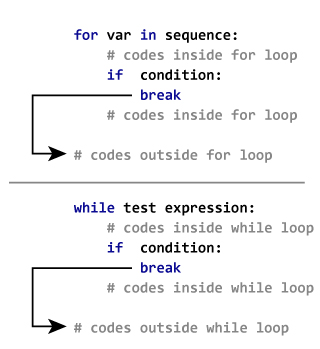 for var in sequence:
# codes inside for loop
if condition:
break
# codes inside for loop
# codes outside for loop
while test expression:
# codes inside while loop
if condition:
break
# codes inside while loop
# codes outside while loop